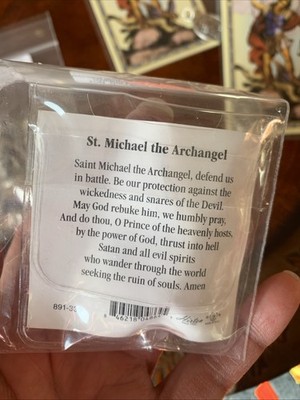 St. Michael the Archangel
Saint Michael the Archangel, defend us
in battle. Be our protection against the
wickedness and snares of the Devil.
May God rebuke him, we humbly pray,
And do thou, O Prince of the heavenly hosts,
by the power of God, thrust into hell
Satan and all evil spirits
who wander through the world
seeking the ruin of souls. Amen